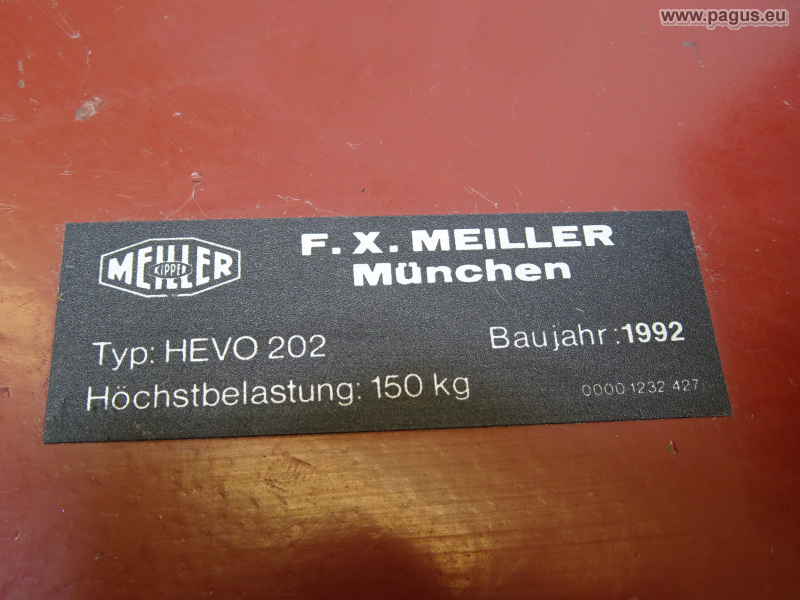 www.pagus.eu
MEILLER
KIPPER
F. X. MEILLER
München
Typ: HEVO 202
Baujahr: 1992
Höchstbelastung: 150 kg
0000 1232 427